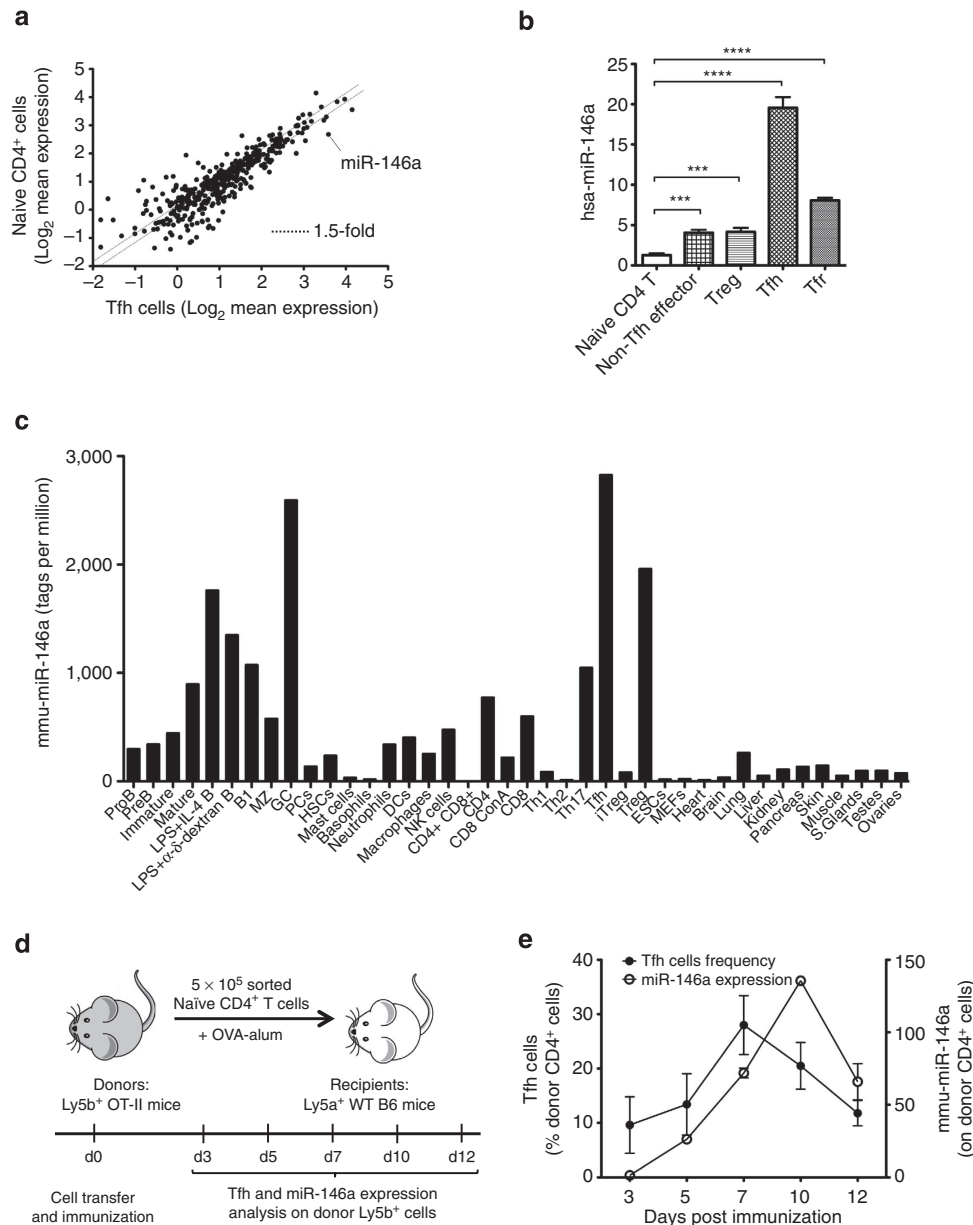 a
Naive CD4⁺ cells
(Log₂ mean expression)
5
4
3
2
1
0
−1
−2
miR-146a
1.5-fold
−2
−1
0
1
2
3
4
5
Tfh cells (Log₂ mean expression)
b
hsa-miR-146a
25
20
15
10
5
0
****
****
***
***
Naive CD4 T
Non-Tfh effector
Treg
Tfh
Tfr
c
mmu-miR-146a (tags per million)
3,000
2,000
1,000
0
ProB
PreB
Immature
Mature
LPS+IL-4 B
LPS+α-δ-dextran B
B1
MZ
GC
PCs
HSCs
Mast cells
Basophils
Neutrophils
DCs
Macrophages
NK cells
CD4+ CD8+
CD4
CD8 ConA
CD8
Th1
Th2
Th17
Tfh
iTreg
Treg
ESCs
MEFs
Heart
Brain
Lung
Liver
Kidney
Pancreas
Skin
Muscle
S.Glands
Testes
Ovaries
d
5 × 10⁵ sorted
Naïve CD4⁺ T cells
+ OVA-alum
Donors:
Ly5b⁺ OT-II mice
Recipients:
Ly5a⁺ WT B6 mice
d0
d3
d5
d7
d10
d12
Cell transfer
and immunization
Tfh and miR-146a expression
analysis on donor Ly5b⁺ cells
e
Tfh cells frequency
miR-146a expression
Tfh cells
(% donor CD4⁺ cells)
40
30
20
10
0
150
100
50
0
mmu-miR-146a
(on donor CD4⁺ cells)
3
5
7
10
12
Days post immunization